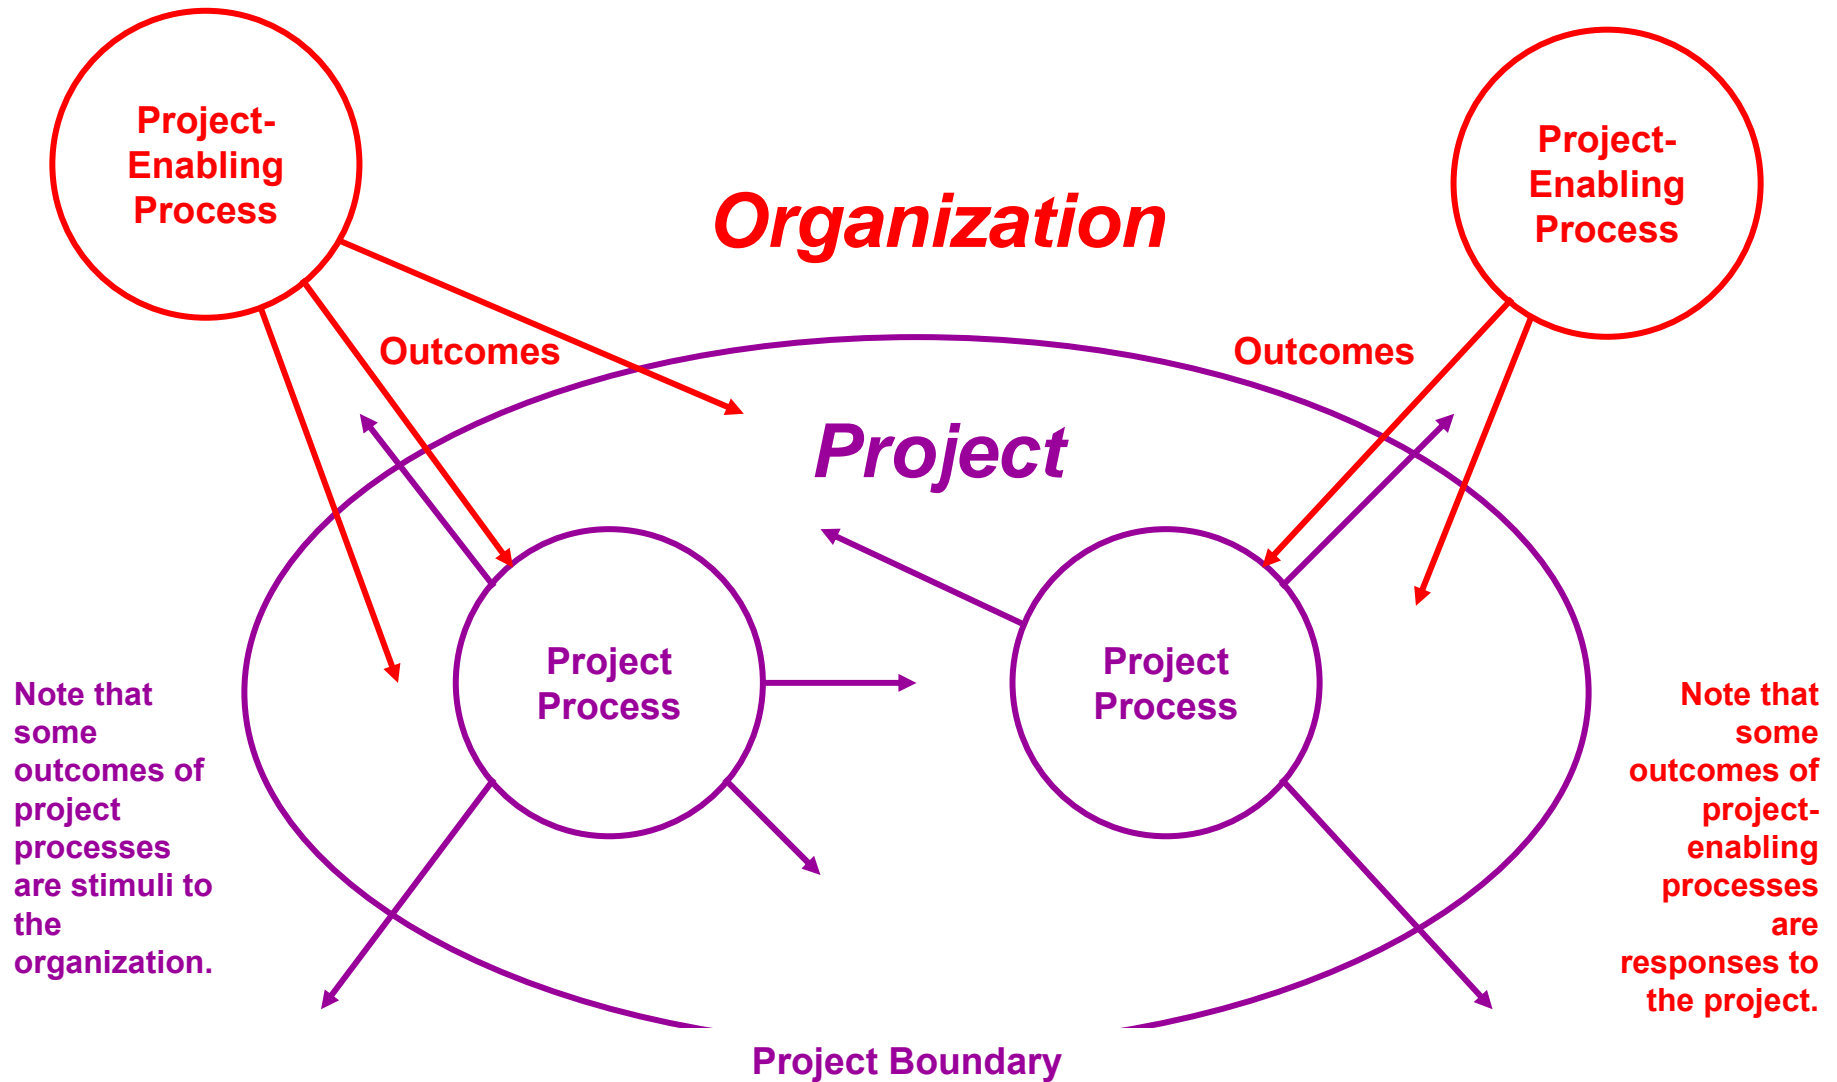 Project-
Enabling
Process
Project-
Enabling
Process
Organization
Outcomes
Outcomes
Project
Project
Process
Project
Process
Note that
some
outcomes of
project
processes
are stimuli to
the
organization.
Note that
some
outcomes of
project-
enabling
processes
are
responses to
the project.
Project Boundary